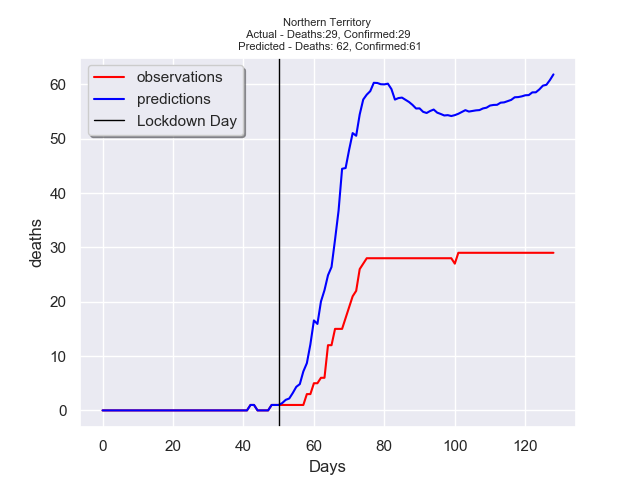 Northern Territory
Actual - Deaths:29, Confirmed:29
Predicted - Deaths: 62, Confirmed:61
observations
predictions
Lockdown Day
deaths
60
50
40
30
20
10
0
0 20 40 60 80 100 120
Days